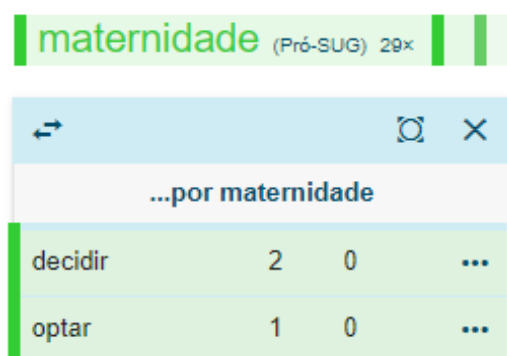 maternidade (Pró-SUG) 29×
...por maternidade
decidir 2 0 ...
optar 1 0 ...